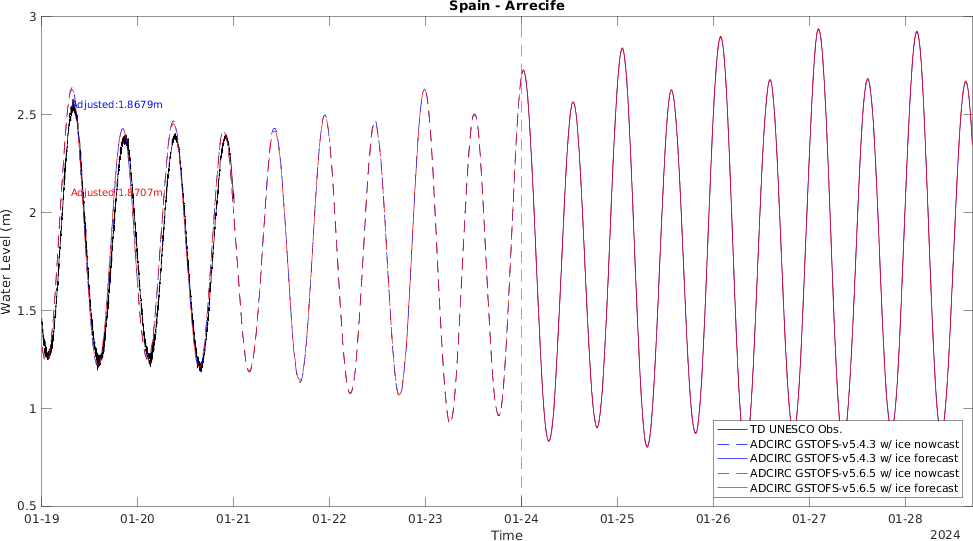 Spain - Arrecife
3
2.5
2
1.5
1
0.5
Water Level (m)
Adjusted:1.8679m
Adjusted:1.8707m
TD UNESCO Obs.
ADCIRC GSTOFS-v5.4.3 w/ ice nowcast
ADCIRC GSTOFS-v5.4.3 w/ ice forecast
ADCIRC GSTOFS-v5.6.5 w/ ice nowcast
ADCIRC GSTOFS-v5.6.5 w/ ice forecast
01-19 01-20 01-21 01-22 01-23 01-24 01-25 01-26 01-27 01-28
Time
2024